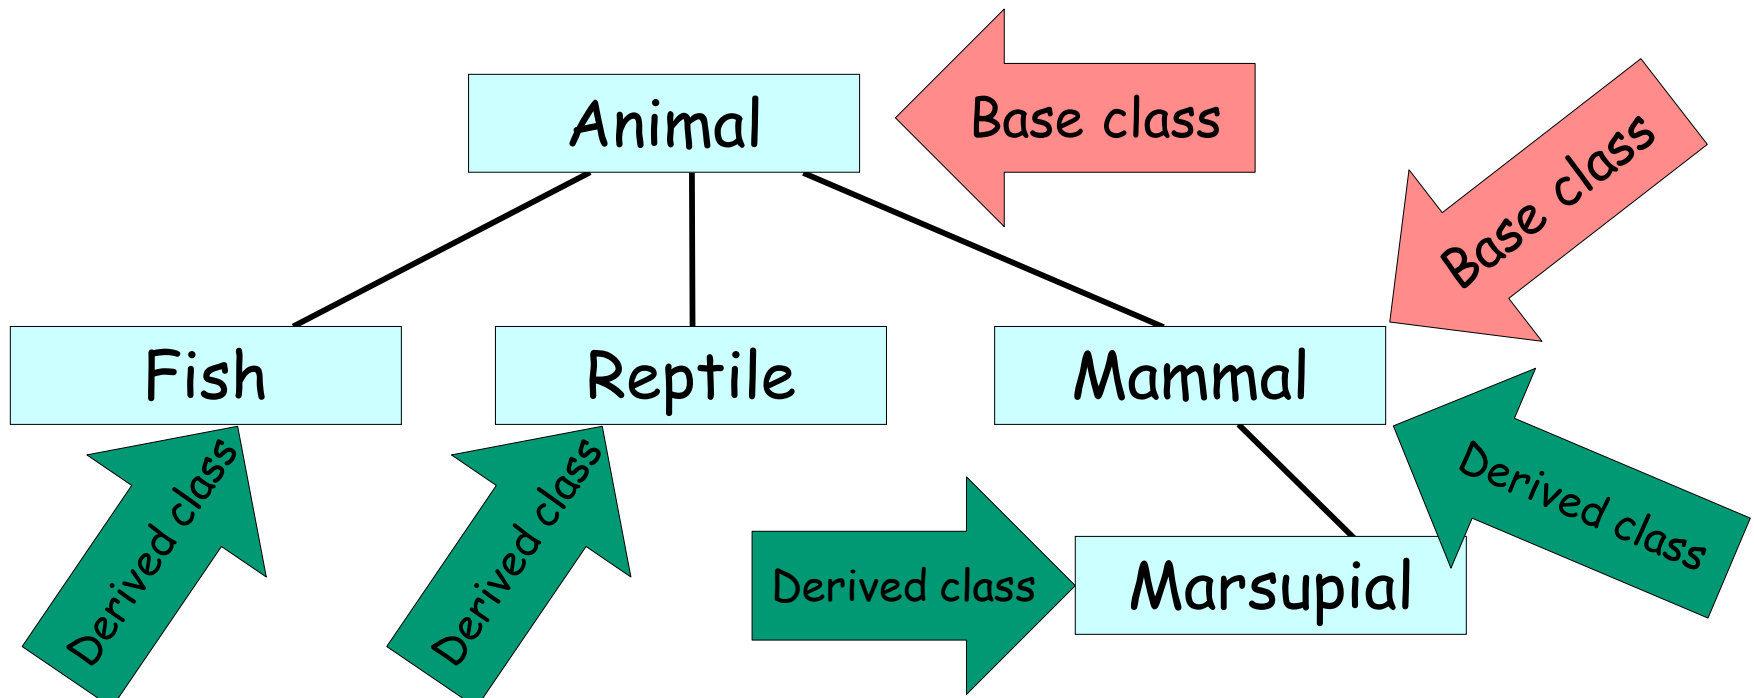 Animal
Base class
Base class
Fish
Reptile
Mammal
Derived class
Derived class
Derived class
Derived class
Marsupial